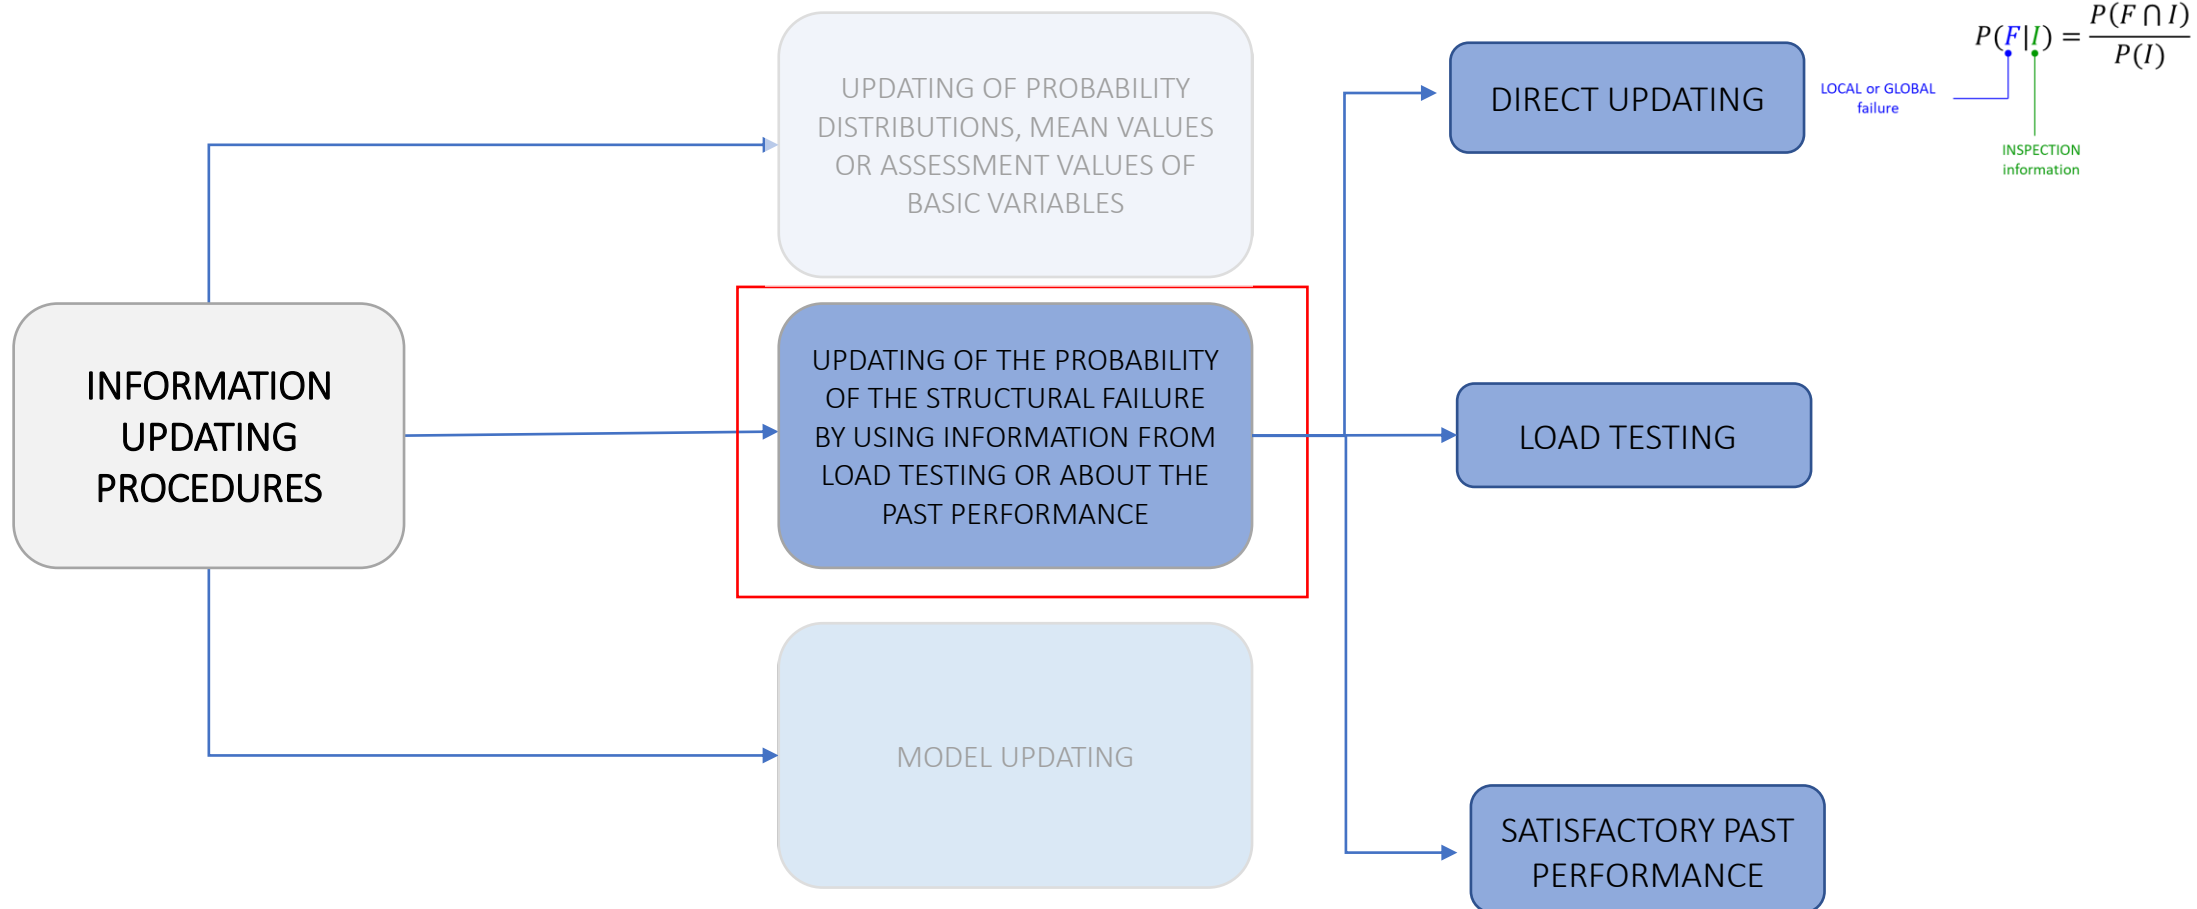 UPDATING OF PROBABILITY
DISTRIBUTIONS, MEAN VALUES
OR ASSESSMENT VALUES OF
BASIC VARIABLES
INFORMATION
UPDATING
PROCEDURES
UPDATING OF THE PROBABILITY
OF THE STRUCTURAL FAILURE
BY USING INFORMATION FROM
LOAD TESTING OR ABOUT THE
PAST PERFORMANCE
MODEL UPDATING
DIRECT UPDATING
P(F|I) = P(F ∩ I) / P(I)
LOCAL or GLOBAL
failure
INSPECTION
information
LOAD TESTING
SATISFACTORY PAST
PERFORMANCE